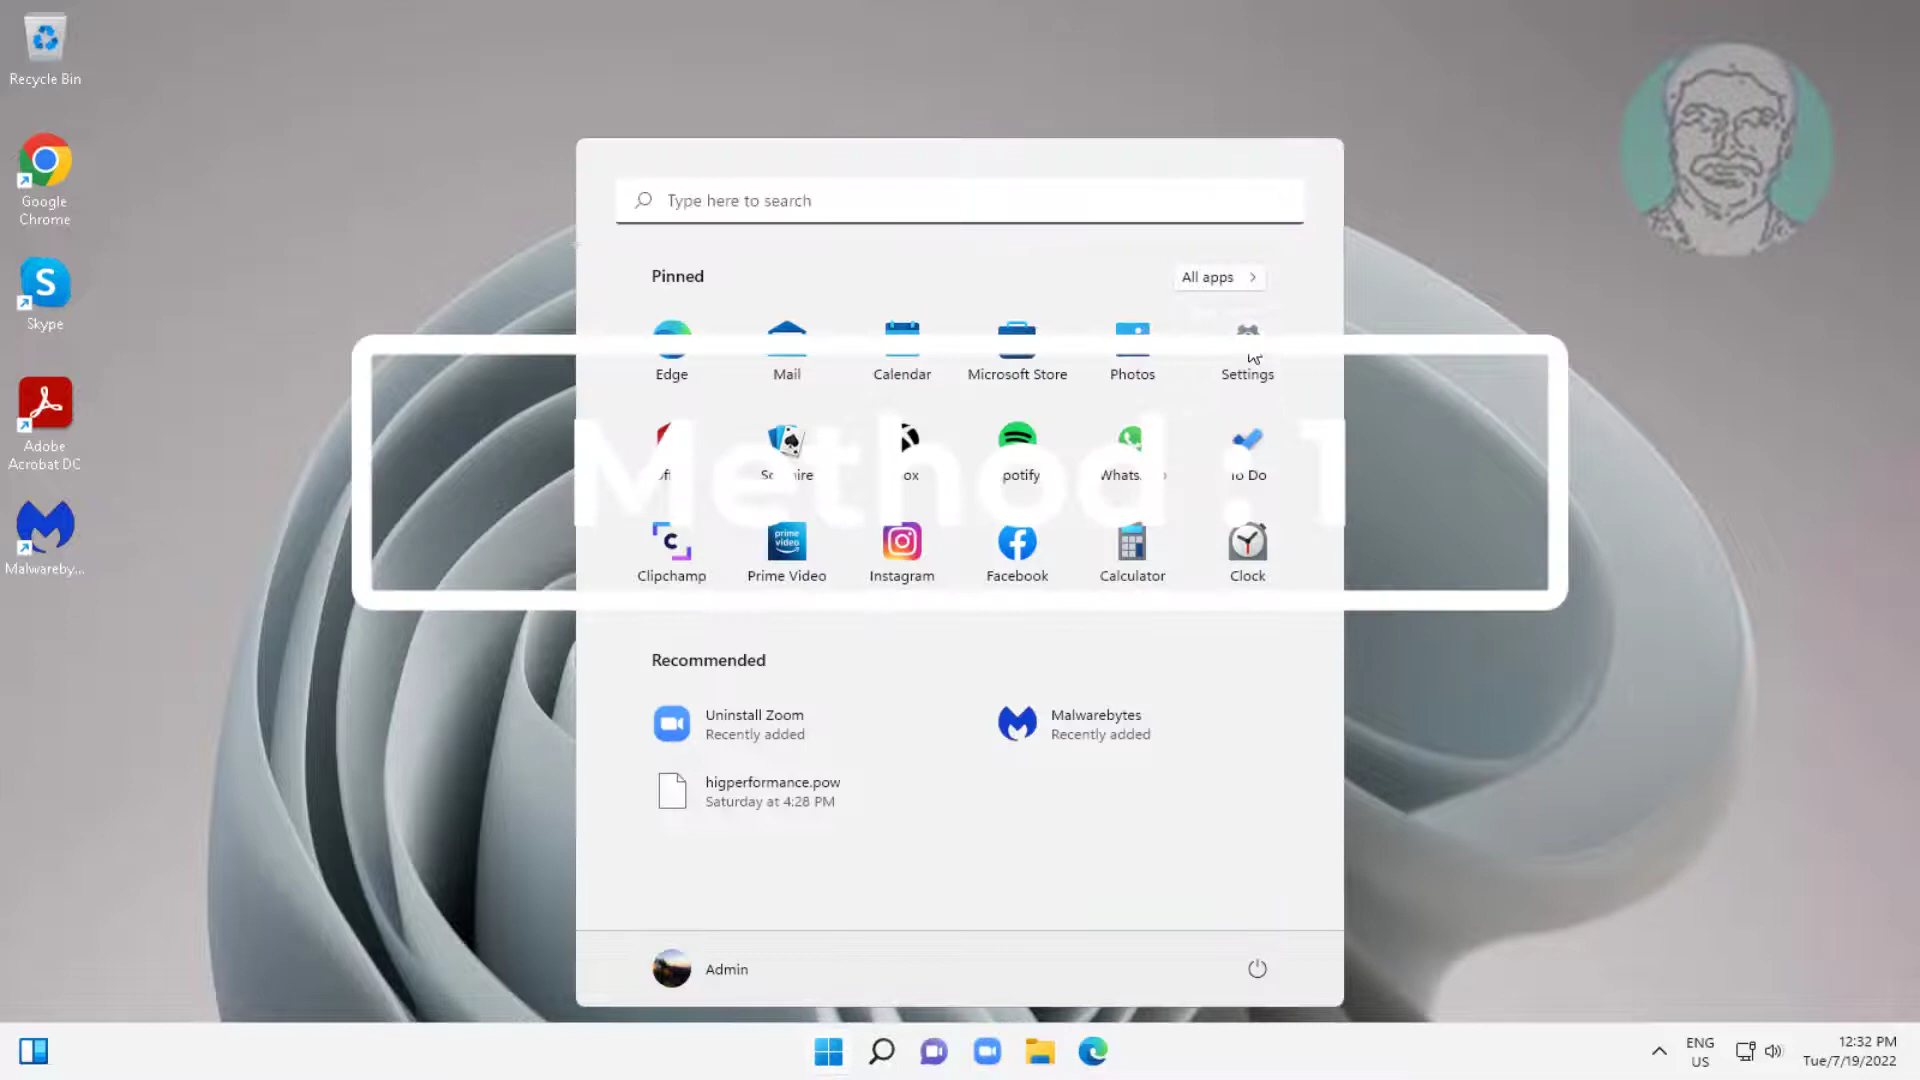 Recycle Bin
Google
Chrome
Skype
Adobe
Acrobat DC
Malwareby...
Type here to search
Pinned
All apps
Edge
Mail
Calendar
Microsoft Store
Photos
Settings
Method : 1
To Do
Clipchamp
prime
video
Prime Video
Instagram
Facebook
Calculator
Clock
Recommended
Uninstall Zoom
Recently added
Malwarebytes
Recently added
higperformance.pow
Saturday at 4:28 PM
Admin
ENG
US
12:32 PM
Tue/7/19/2022